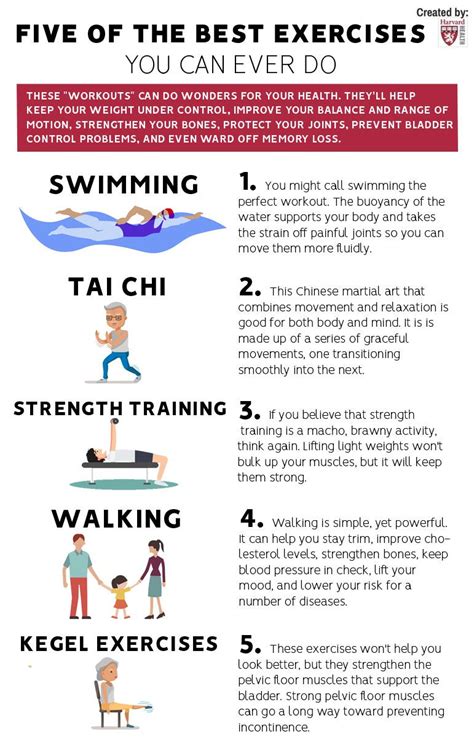 Created by:
Harvard
HEALTH
FIVE OF THE BEST EXERCISES
YOU CAN EVER DO
THESE "WORKOUTS" CAN DO WONDERS FOR YOUR HEALTH. THEY'LL HELP
KEEP YOUR WEIGHT UNDER CONTROL, IMPROVE YOUR BALANCE AND RANGE OF
MOTION, STRENGTHEN YOUR BONES, PROTECT YOUR JOINTS, PREVENT BLADDER
CONTROL PROBLEMS, AND EVEN WARD OFF MEMORY LOSS.
SWIMMING
1. You might call swimming the
perfect workout. The buoyancy of the
water supports your body and takes
the strain off painful joints so you can
move them more fluidly.
TAI CHI
2. This Chinese martial art that
combines movement and relaxation is
good for both body and mind. It is is
made up of a series of graceful
movements, one transitioning
smoothly into the next.
STRENGTH TRAINING
3. If you believe that strength
training is a macho, brawny activity,
think again. Lifting light weights won't
bulk up your muscles, but it will keep
them strong.
WALKING
4. Walking is simple, yet powerful.
It can help you stay trim, improve cho-
lesterol levels, strengthen bones, keep
blood pressure in check, lift your
mood, and lower your risk for a
number of diseases.
KEGEL EXERCISES
5. These exercises won't help you
look better, but they strengthen the
pelvic floor muscles that support the
bladder. Strong pelvic floor muscles
can go a long way toward preventing
incontinence.